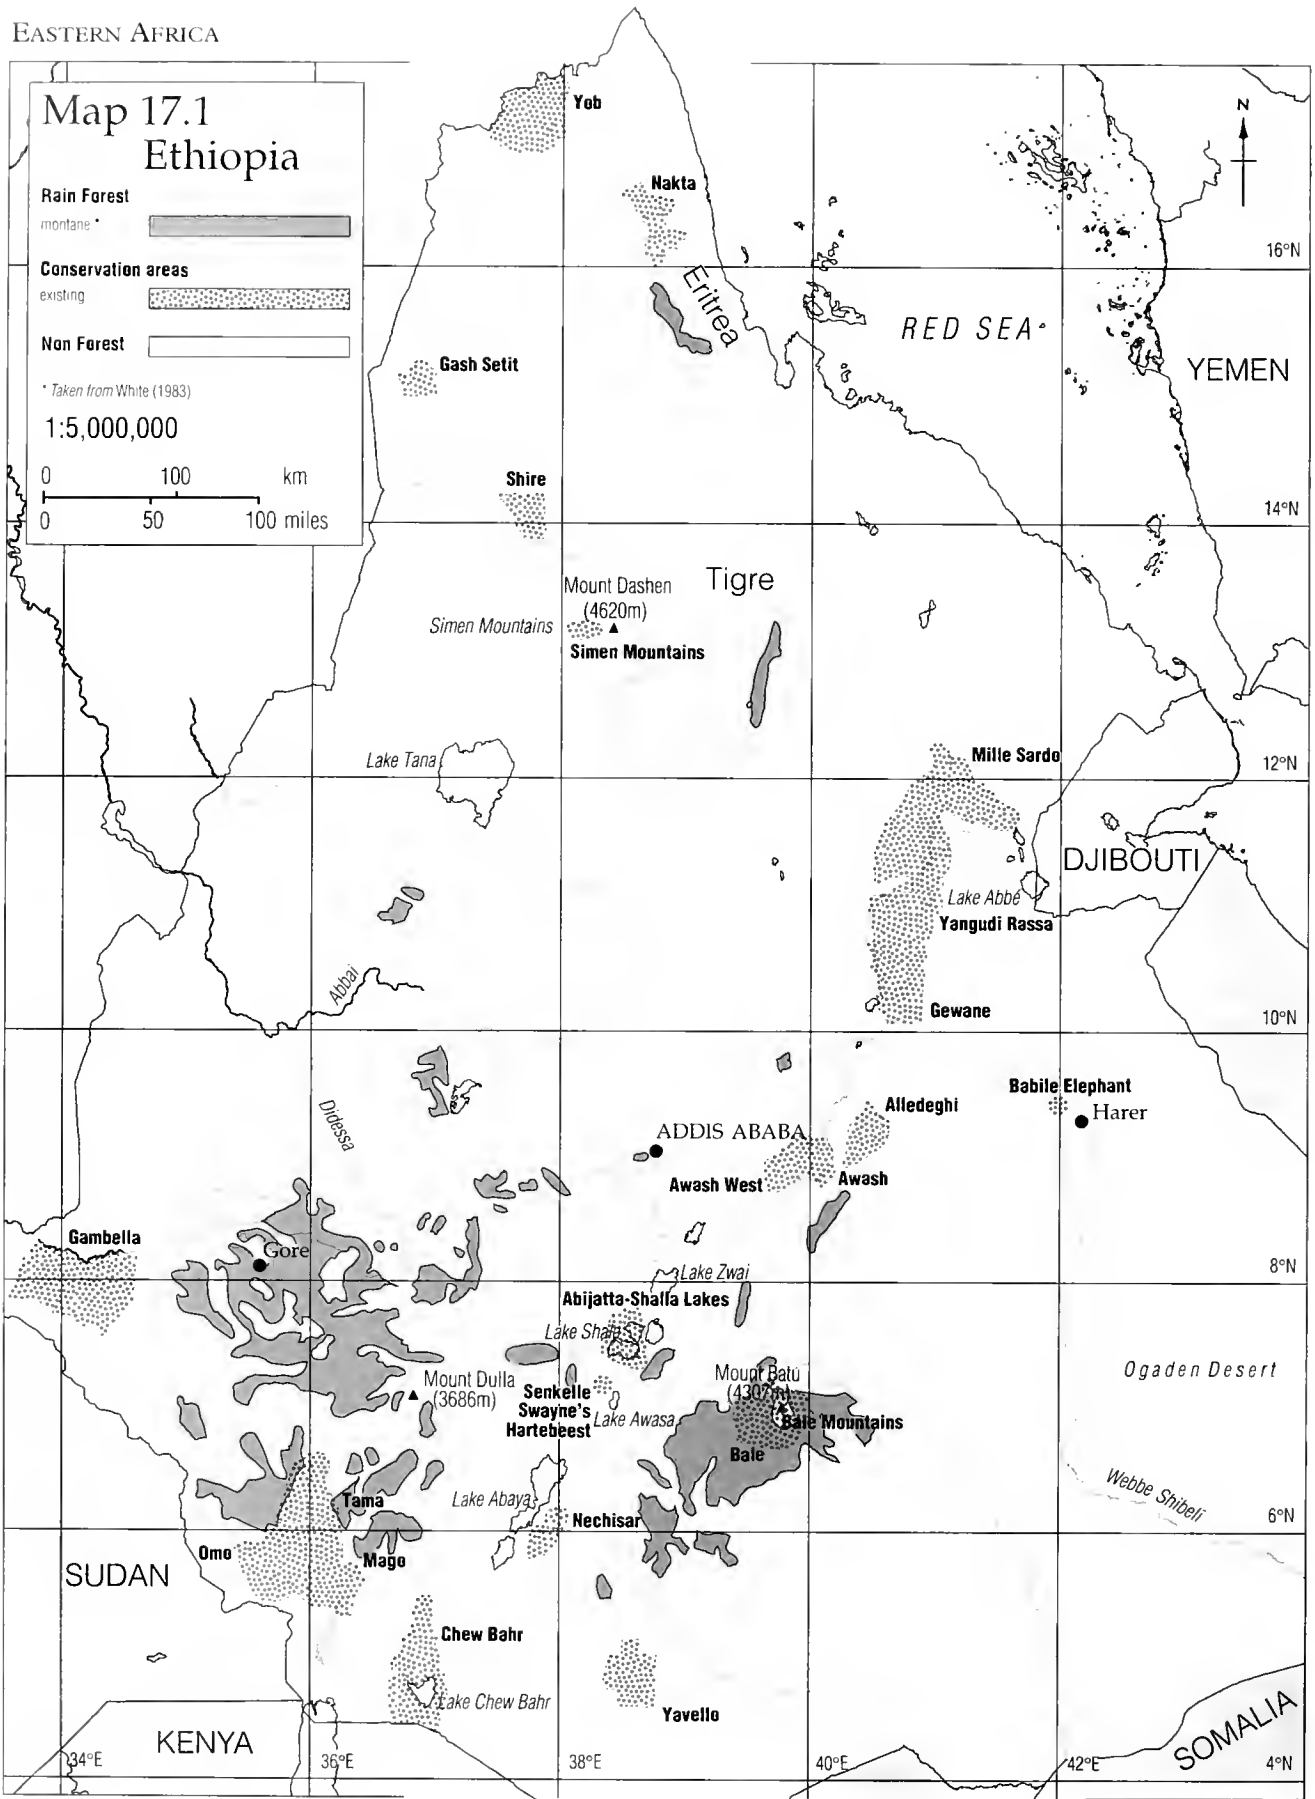 EASTERN AFRICA
Map 17.1
Ethiopia
Rain Forest
montane *
Conservation areas
existing
Non Forest
* Taken from White (1983)
1:5,000,000
0 100 km
0 50 100 miles
N
Yob
Nakta
16°N
Eritrea
RED SEA
YEMEN
Gash Setit
Shire
14°N
Mount Dashen
(4620m)
Tigre
Simen Mountains
Simen Mountains
Lake Tana
Mille Sardo
12°N
DJIBOUTI
Lake Abbé
Yangudi Rassa
Abbai
Gewane
10°N
Babile Elephant
Alledeghi
Harer
Didessa
ADDIS ABABA
Awash West
Awash
Gambella
Gore
Lake Zwai
8°N
Abijatta-Shalla Lakes
Lake Shala
Mount Dulla
(3686m)
Mount Batu
(4307m)
Ogaden Desert
Senkelle
Swayne's
Hartebeest
Lake Awasa
Bale Mountains
Bale
Tama
Lake Abaya
Webbe Shibeli
Nechisar
6°N
Omo
Mago
SUDAN
Chew Bahr
Lake Chew Bahr
Yavello
KENYA
SOMALIA
34°E
36°E
38°E
40°E
42°E
4°N